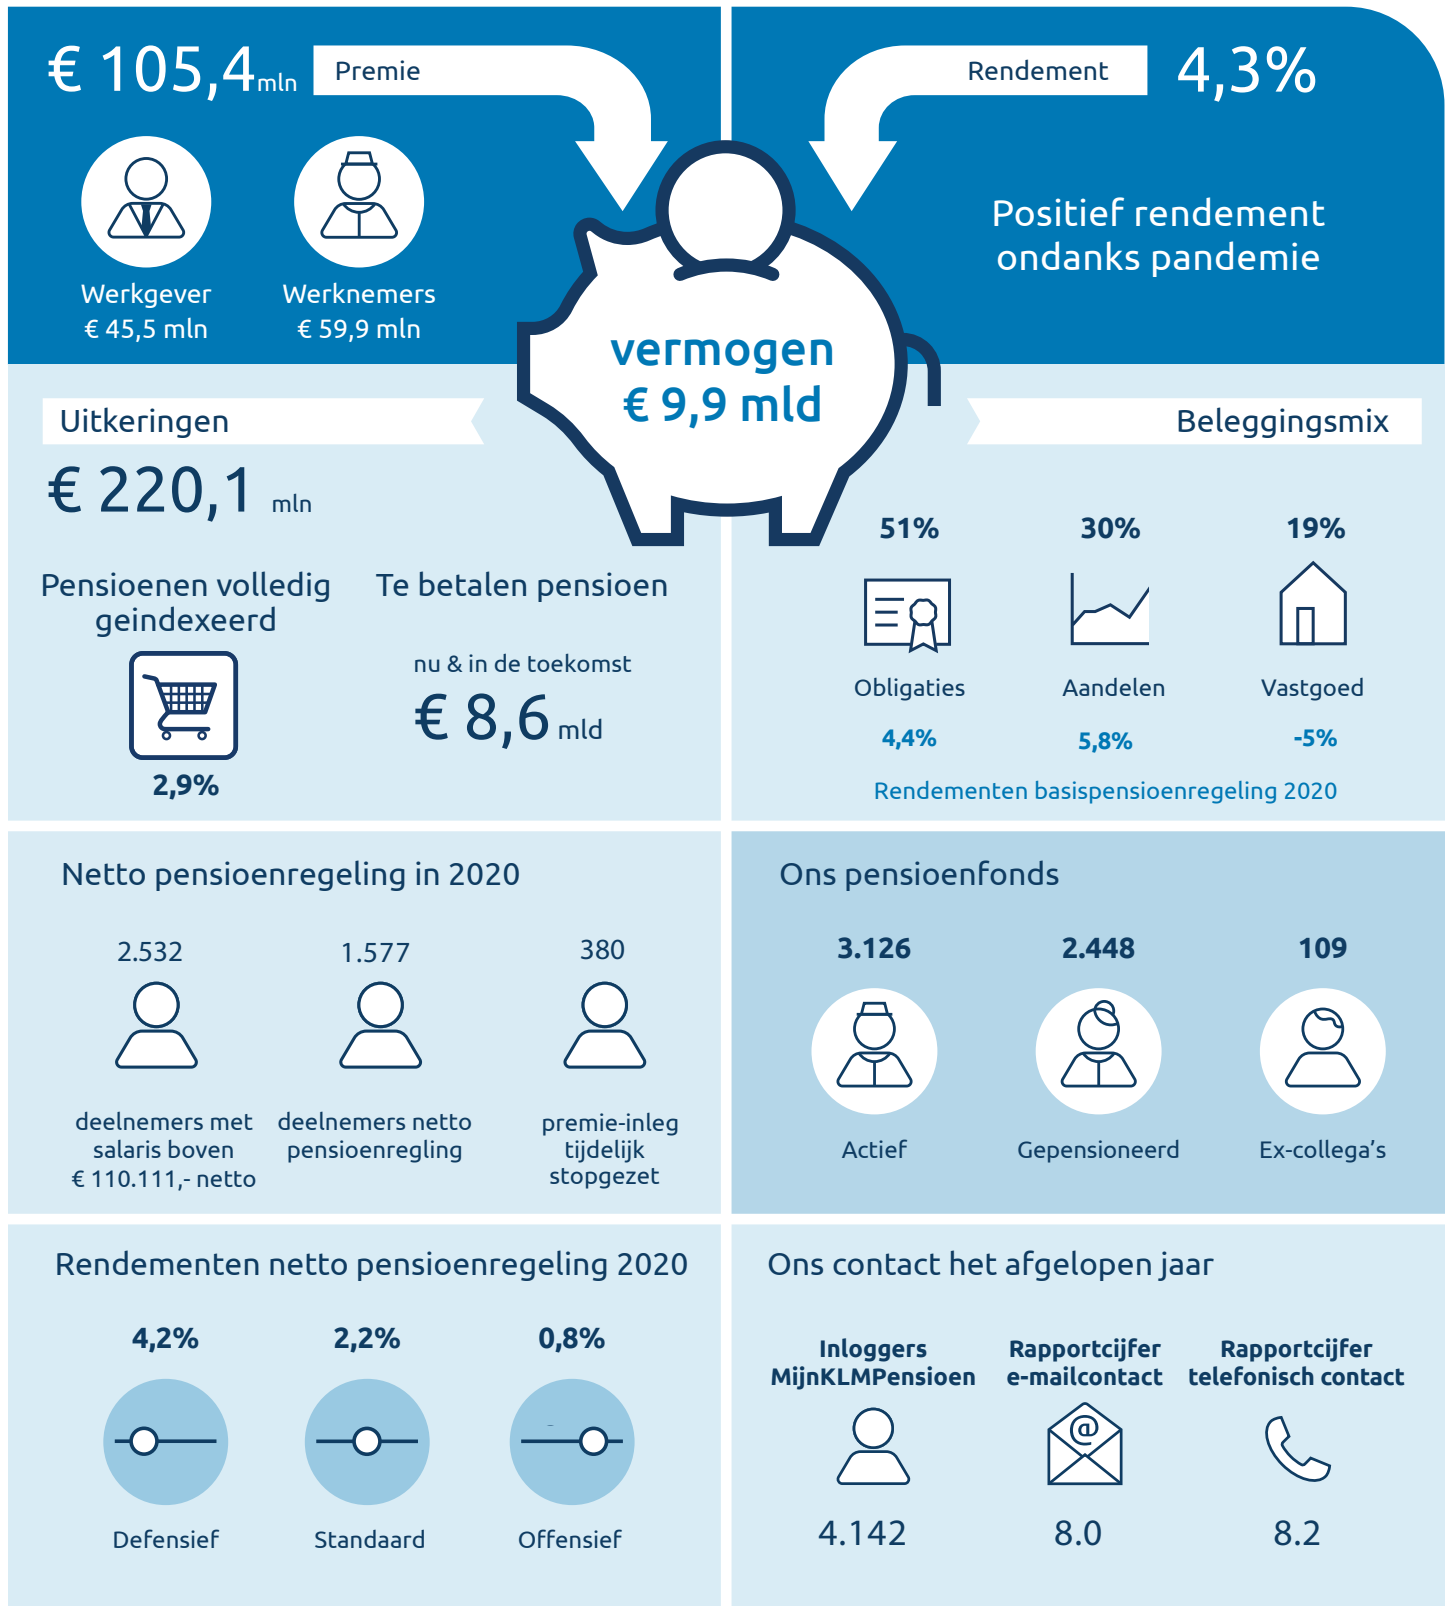 € 105,4 mln
Premie
Werkgever
€ 45,5 mln
Werknemers
€ 59,9 mln
Rendement
4,3%
Positief rendement
ondanks pandemie
vermogen
€ 9,9 mld
Uitkeringen
€ 220,1 mln
Pensioenen volledig
geindexeerd
2,9%
Te betalen pensioen
nu & in de toekomst
€ 8,6 mld
Beleggingsmix
51%
30%
19%
Obligaties
Aandelen
Vastgoed
4,4%
5,8%
-5%
Rendementen basispensioenregeling 2020
Netto pensioenregeling in 2020
2.532
deelnemers met
salaris boven
€ 110.111,- netto
1.577
deelnemers netto
pensioenregling
380
premie-inleg
tijdelijk
stopgezet
Ons pensioenfonds
3.126
Actief
2.448
Gepensioneerd
109
Ex-collega's
Rendementen netto pensioenregeling 2020
4,2%
Defensief
2,2%
Standaard
0,8%
Offensief
Ons contact het afgelopen jaar
Inloggers
MijnKLMPensioen
4.142
Rapportcijfer
e-mailcontact
@
8.0
Rapportcijfer
telefonisch contact
8.2